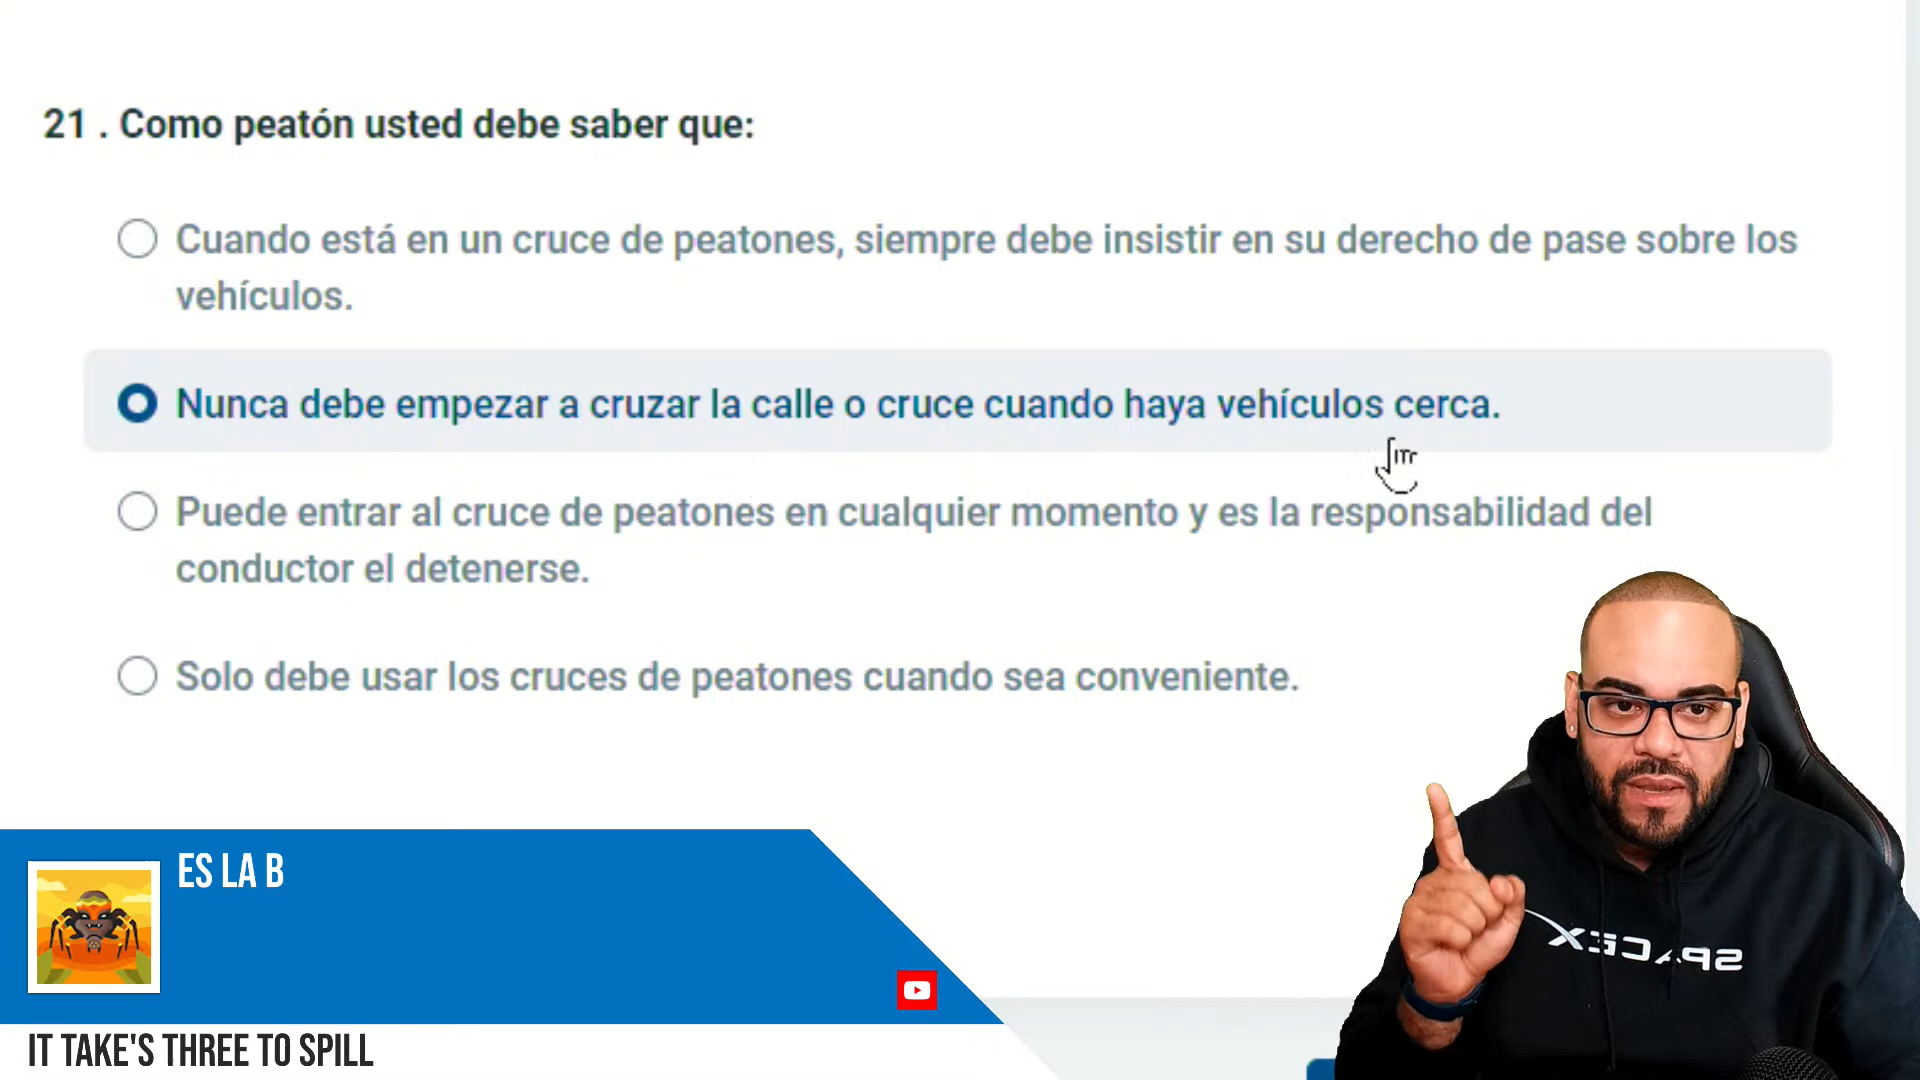 21 . Como peatón usted debe saber que:
Cuando está en un cruce de peatones, siempre debe insistir en su derecho de pase sobre los
vehículos.
Nunca debe empezar a cruzar la calle o cruce cuando haya vehículos cerca.
Puede entrar al cruce de peatones en cualquier momento y es la responsabilidad del
conductor el detenerse.
Solo debe usar los cruces de peatones cuando sea conveniente.
ES LA B
SPACEX
IT TAKE'S THREE TO SPILL